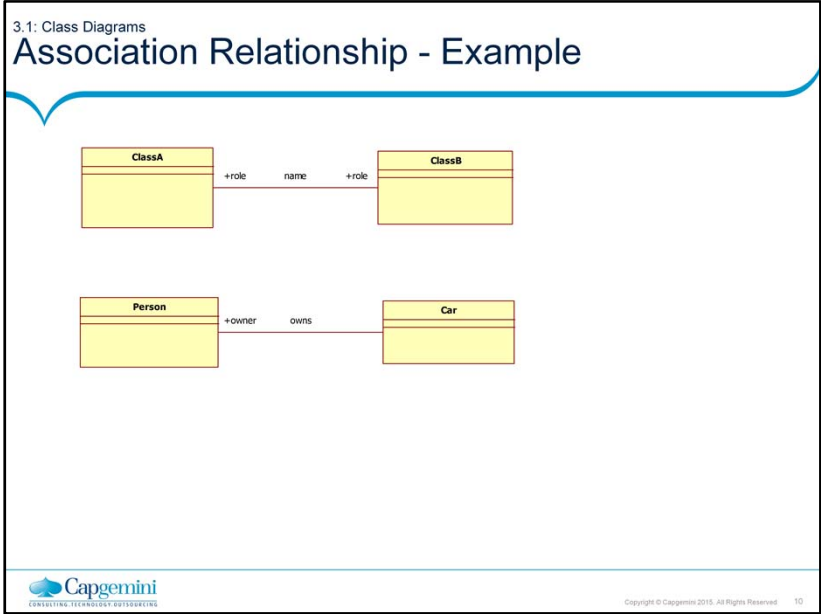 3.1: Class Diagrams
Association Relationship - Example
ClassA
ClassB
+role name +role
Person
Car
+owner owns
Capgemini
CONSULTING.TECHNOLOGY.OUTSOURCING
Copyright © Capgemini 2015. All Rights Reserved 10